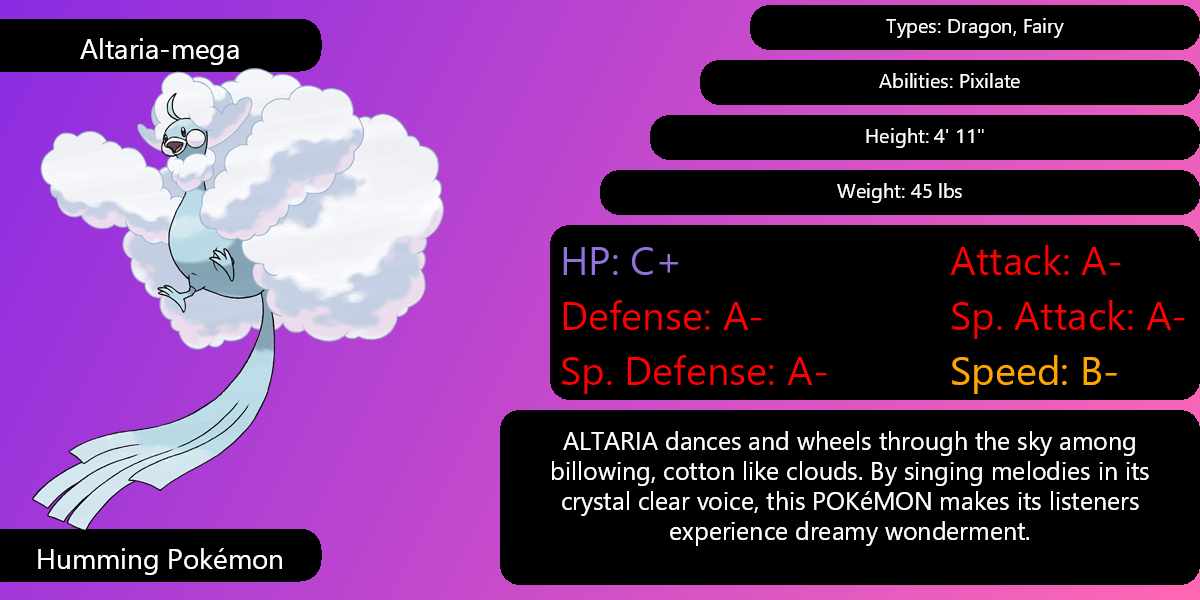 Altaria-mega
Types: Dragon, Fairy
Abilities: Pixilate
Height: 4' 11"
Weight: 45 lbs
HP: C+
Attack: A-
Defense: A-
Sp. Attack: A-
Sp. Defense: A-
Speed: B-
ALTARIA dances and wheels through the sky among
billowing, cotton like clouds. By singing melodies in its
crystal clear voice, this POKéMON makes its listeners
experience dreamy wonderment.
Humming Pokémon